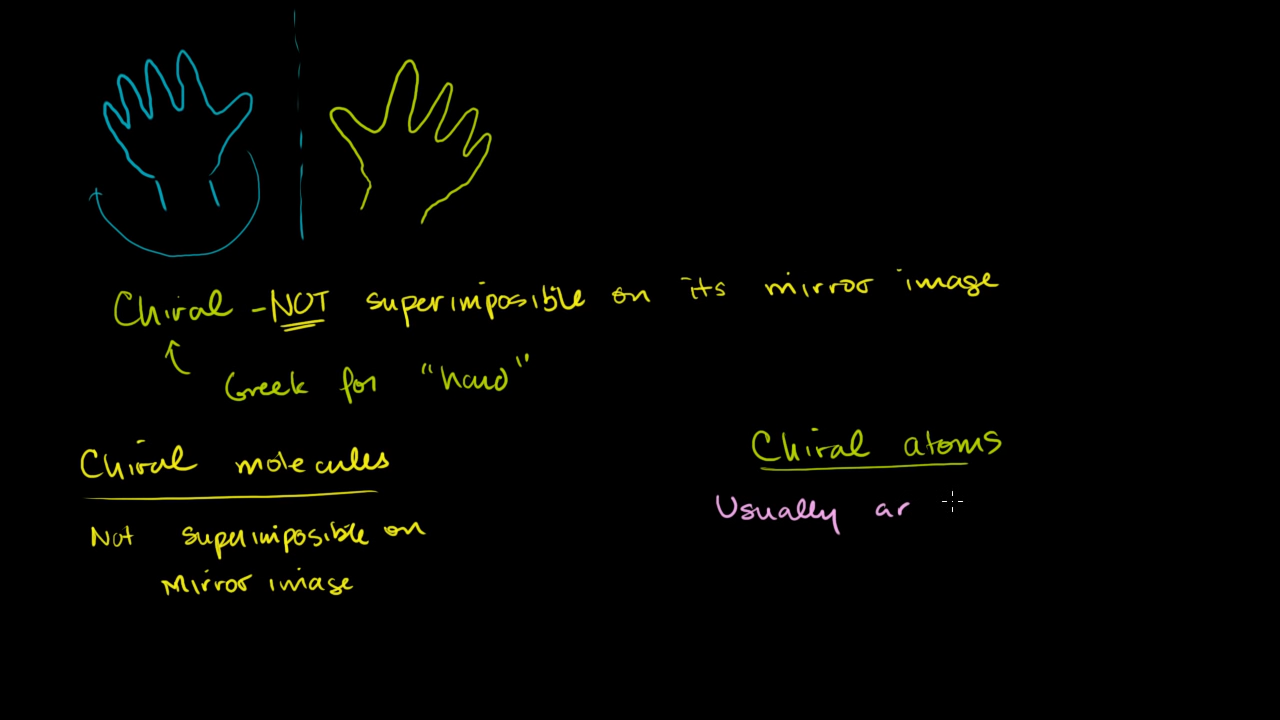 Chiral - NOT superimposible on its mirror image
Greek for "hand"
Chiral molecules
Not superimposible on
Mirror image
Chiral atoms
Usually ar